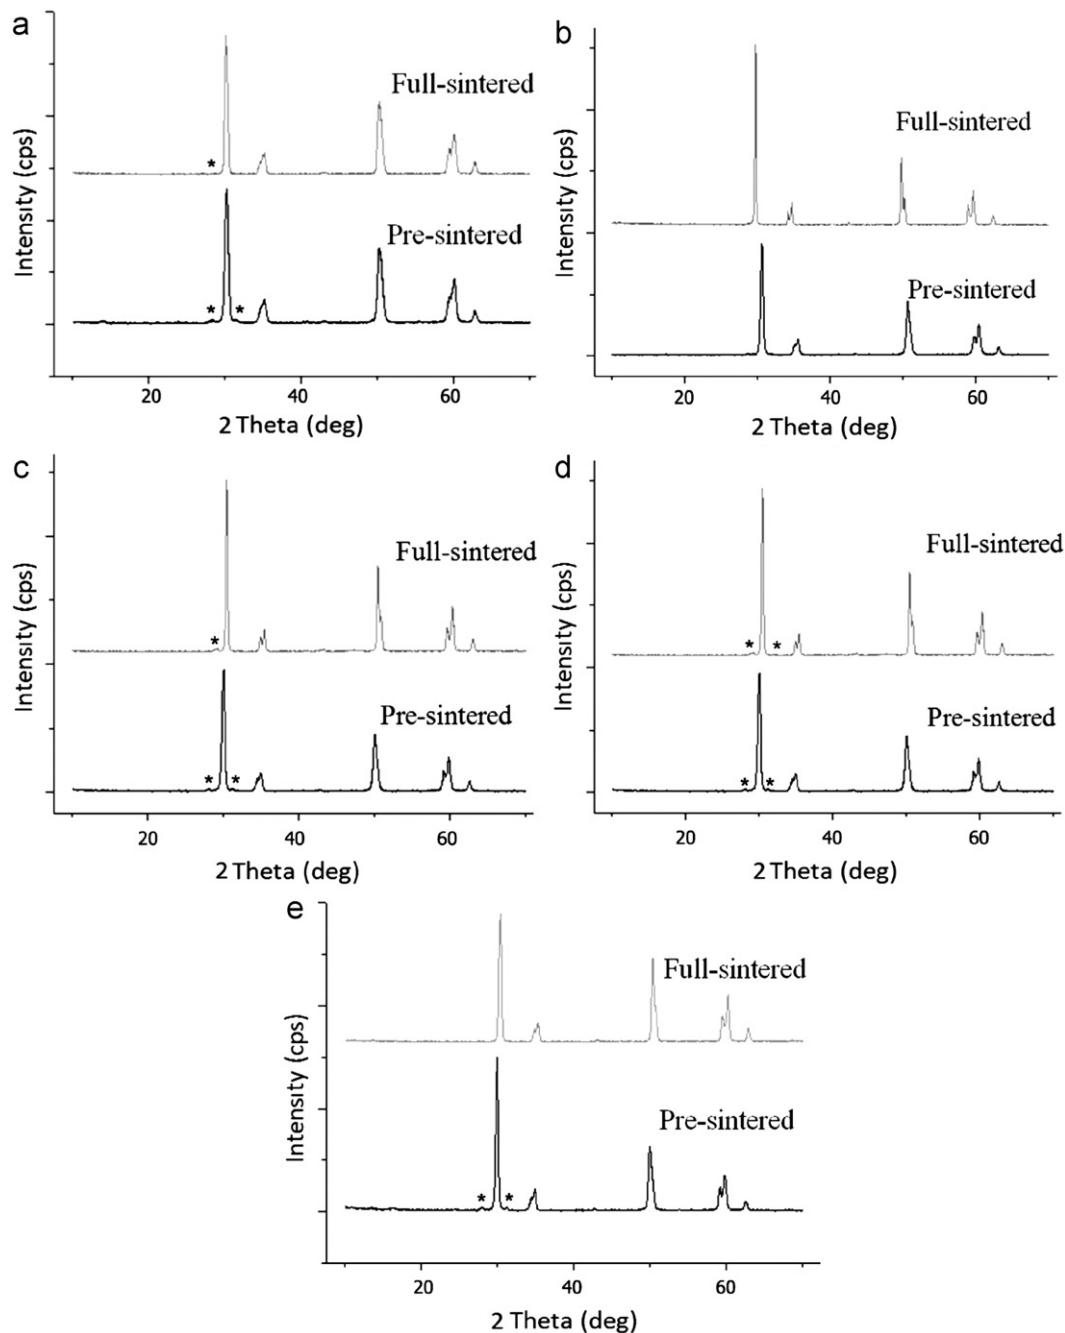 a
Intensity (cps)
Full-sintered
*
Pre-sintered
* *
20 40 60
2 Theta (deg)
b
Intensity (cps)
Full-sintered
Pre-sintered
20 40 60
2 Theta (deg)
c
Intensity (cps)
Full-sintered
*
Pre-sintered
* *
20 40 60
2 Theta (deg)
d
Intensity (cps)
Full-sintered
* *
Pre-sintered
* *
20 40 60
2 Theta (deg)
e
Intensity (cps)
Full-sintered
Pre-sintered
* *
20 40 60
2 Theta (deg)